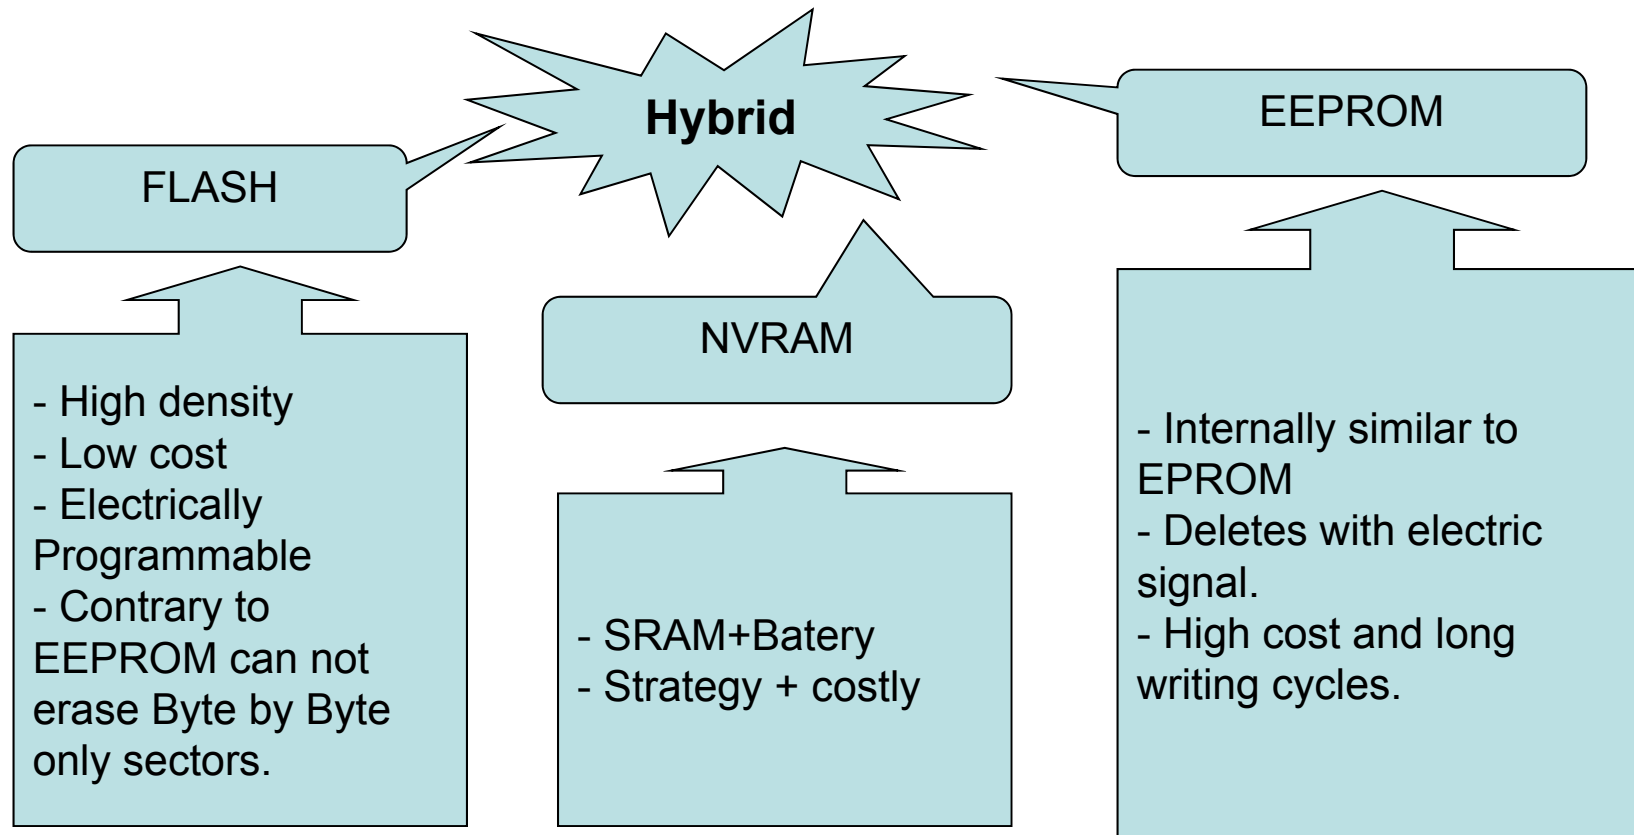 Hybrid
EEPROM
FLASH
NVRAM
- High density
- Low cost
- Electrically
Programmable
- Contrary to
EEPROM can not
erase Byte by Byte
only sectors.
- SRAM+Batery
- Strategy + costly
- Internally similar to
EPROM
- Deletes with electric
signal.
- High cost and long
writing cycles.